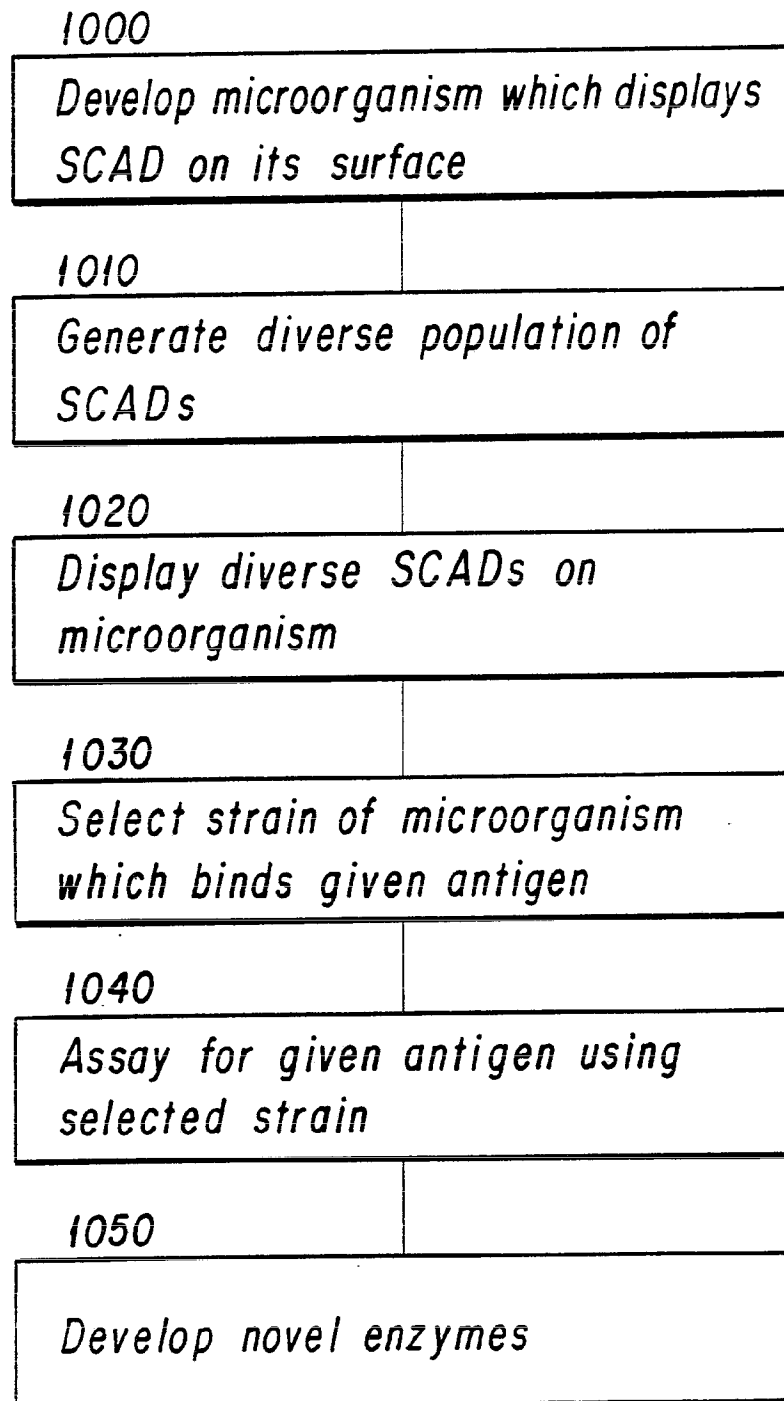 1000
Develop microorganism which displays
SCAD on its surface
1010
Generate diverse population of
SCADs
1020
Display diverse SCADs on
microorganism
1030
Select strain of microorganism
which binds given antigen
1040
Assay for given antigen using
selected strain
1050
Develop novel enzymes